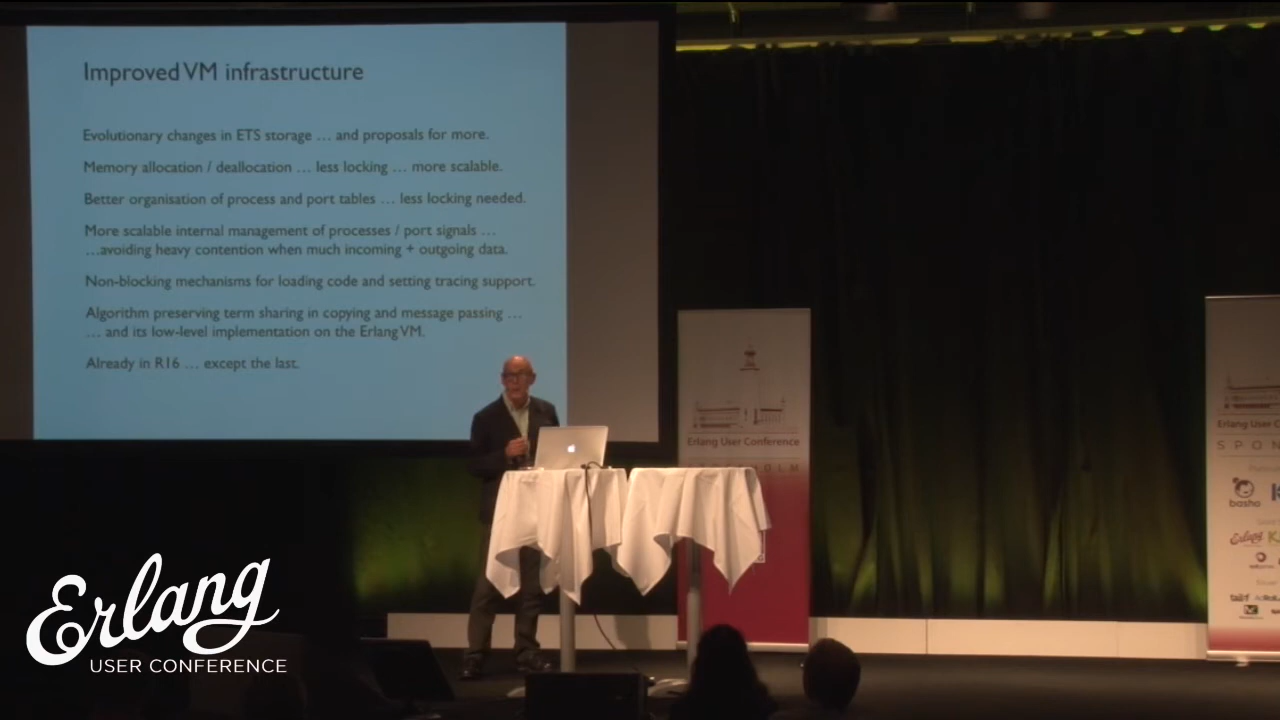 Improved VM infrastructure
Evolutionary changes in ETS storage … and proposals for more.
Memory allocation / deallocation … less locking … more scalable.
Better organisation of process and port tables … less locking needed.
More scalable internal management of processes / port signals …
…avoiding heavy contention when much incoming + outgoing data.
Non-blocking mechanisms for loading code and setting tracing support.
Algorithm preserving term sharing in copying and message passing …
… and its low-level implementation on the Erlang VM.
Already in R16 … except the last.
Erlang User Conference
Erlang User
SPON
basho
Erlang
Erlang
USER CONFERENCE